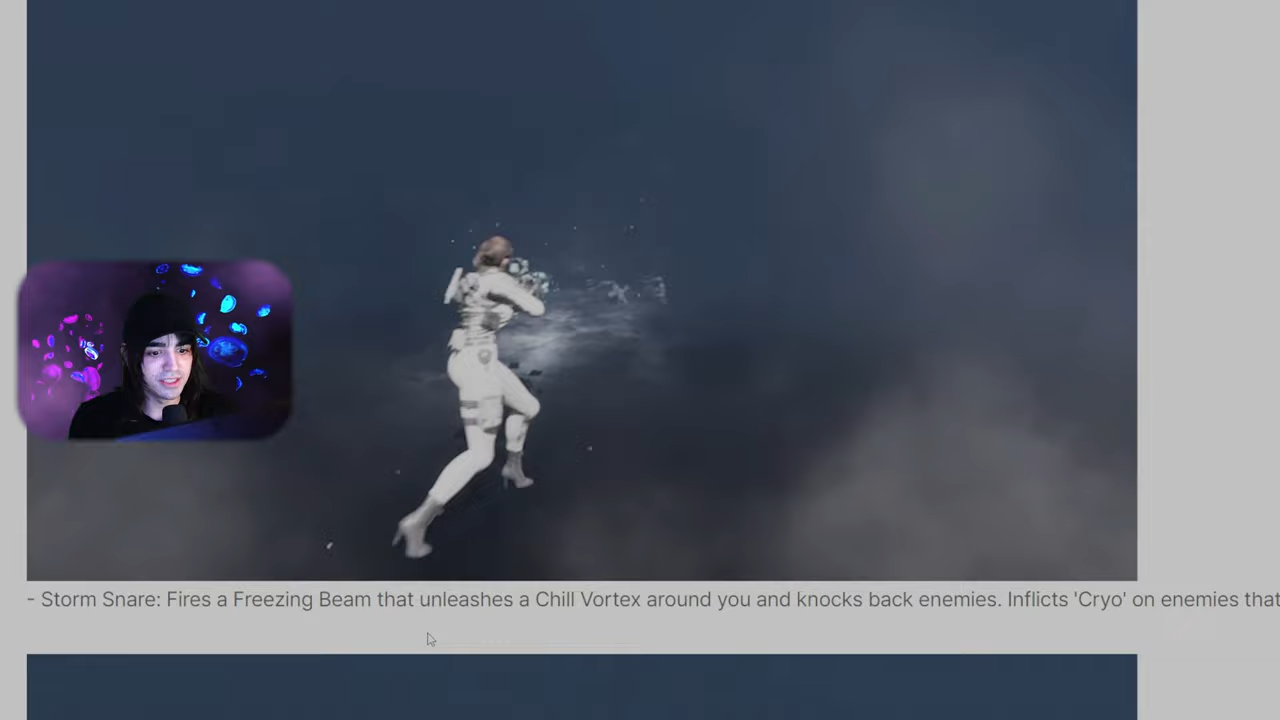 - Storm Snare: Fires a Freezing Beam that unleashes a Chill Vortex around you and knocks back enemies. Inflicts 'Cryo' on enemies that